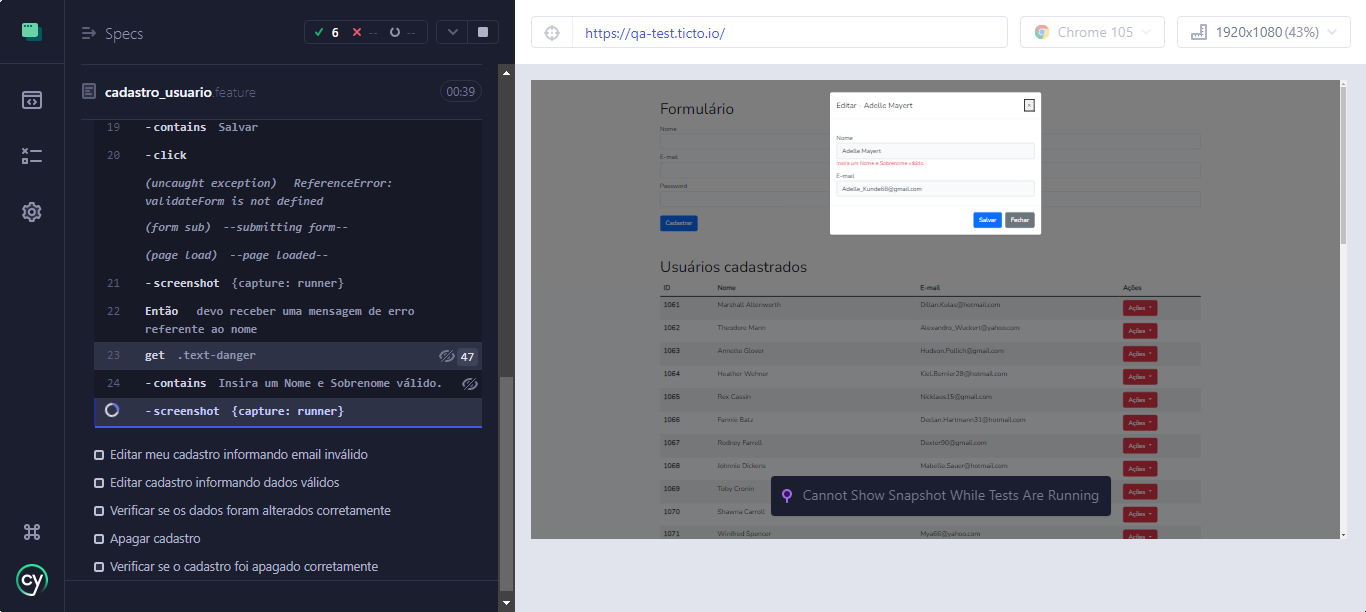 Specs
6
--
--
cadastro_usuario feature
00:39
19 -contains Salvar
20 -click
(uncaught exception) ReferenceError:
validateForm is not defined
(form sub) --submitting form--
(page load) --page loaded--
21 -screenshot {capture: runner}
22 Então devo receber uma mensagem de erro
referente ao nome
23 get .text-danger 47
24 -contains Insira um Nome e Sobrenome válido.
-screenshot {capture: runner}
Editar meu cadastro informando email inválido
Editar cadastro informando dados válidos
Verificar se os dados foram alterados corretamente
Apagar cadastro
Verificar se o cadastro foi apagado corretamente
cy
https://qa-test.ticto.io/
Chrome 105
1920x1080 (43%)
Formulário
Nome
E-mail
Password
Cadastrar
Editar - Adelle Mayert
Nome
Adelle Mayert
Insira um Nome e Sobrenome válido.
E-mail
Adelle_Kunde68@gmail.com
Salvar
Fechar
Usuários cadastrados
ID Nome E-mail Ações
1061 Marshall Altenwerth Dillan.Kulas@hotmail.com Ações
1062 Theodore Mann Alexandro_Wuckert@yahoo.com Ações
1063 Annette Glover Hudson.Pollich@gmail.com Ações
1064 Heather Wehner Kiel.Bernier28@hotmail.com Ações
1065 Rex Cassin Nicklaus15@gmail.com Ações
1066 Fannie Batz Declan.Hartmann31@hotmail.com Ações
1067 Rodney Farrell Dexter90@gmail.com Ações
1068 Johnnie Dickens Mabelle.Sauer@hotmail.com Ações
1069 Toby Cronin Ações
1070 Shawna Carroll Ações
1071 Winifred Spencer Mya66@yahoo.com Ações
Cannot Show Snapshot While Tests Are Running